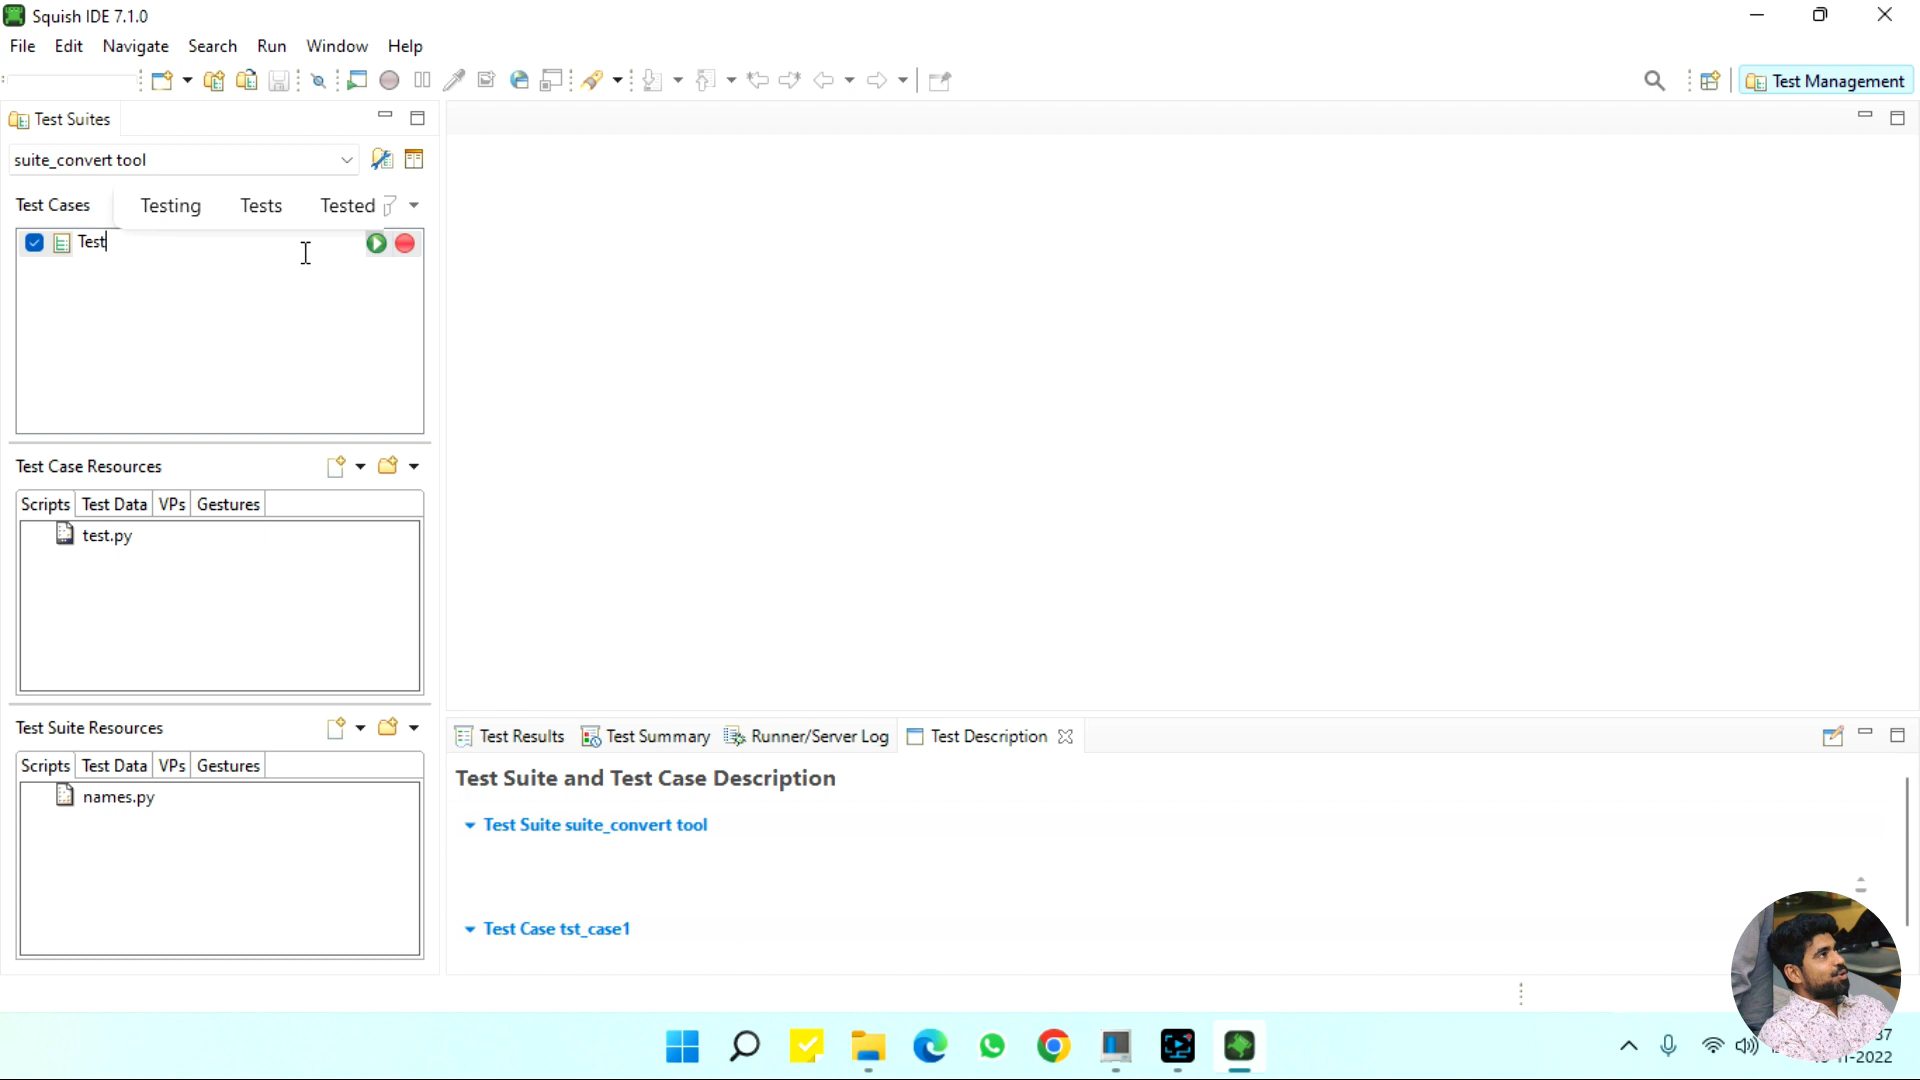 Squish IDE 7.1.0
File Edit Navigate Search Run Window Help
Test Management
Test Suites
suite_convert tool
Test Cases Testing Tests Tested
Test
Test Case Resources
Scripts Test Data VPs Gestures
test.py
Test Suite Resources
Scripts Test Data VPs Gestures
names.py
Test Results Test Summary Runner/Server Log Test Description
Test Suite and Test Case Description
Test Suite suite_convert tool
Test Case tst_case1
37
-2022